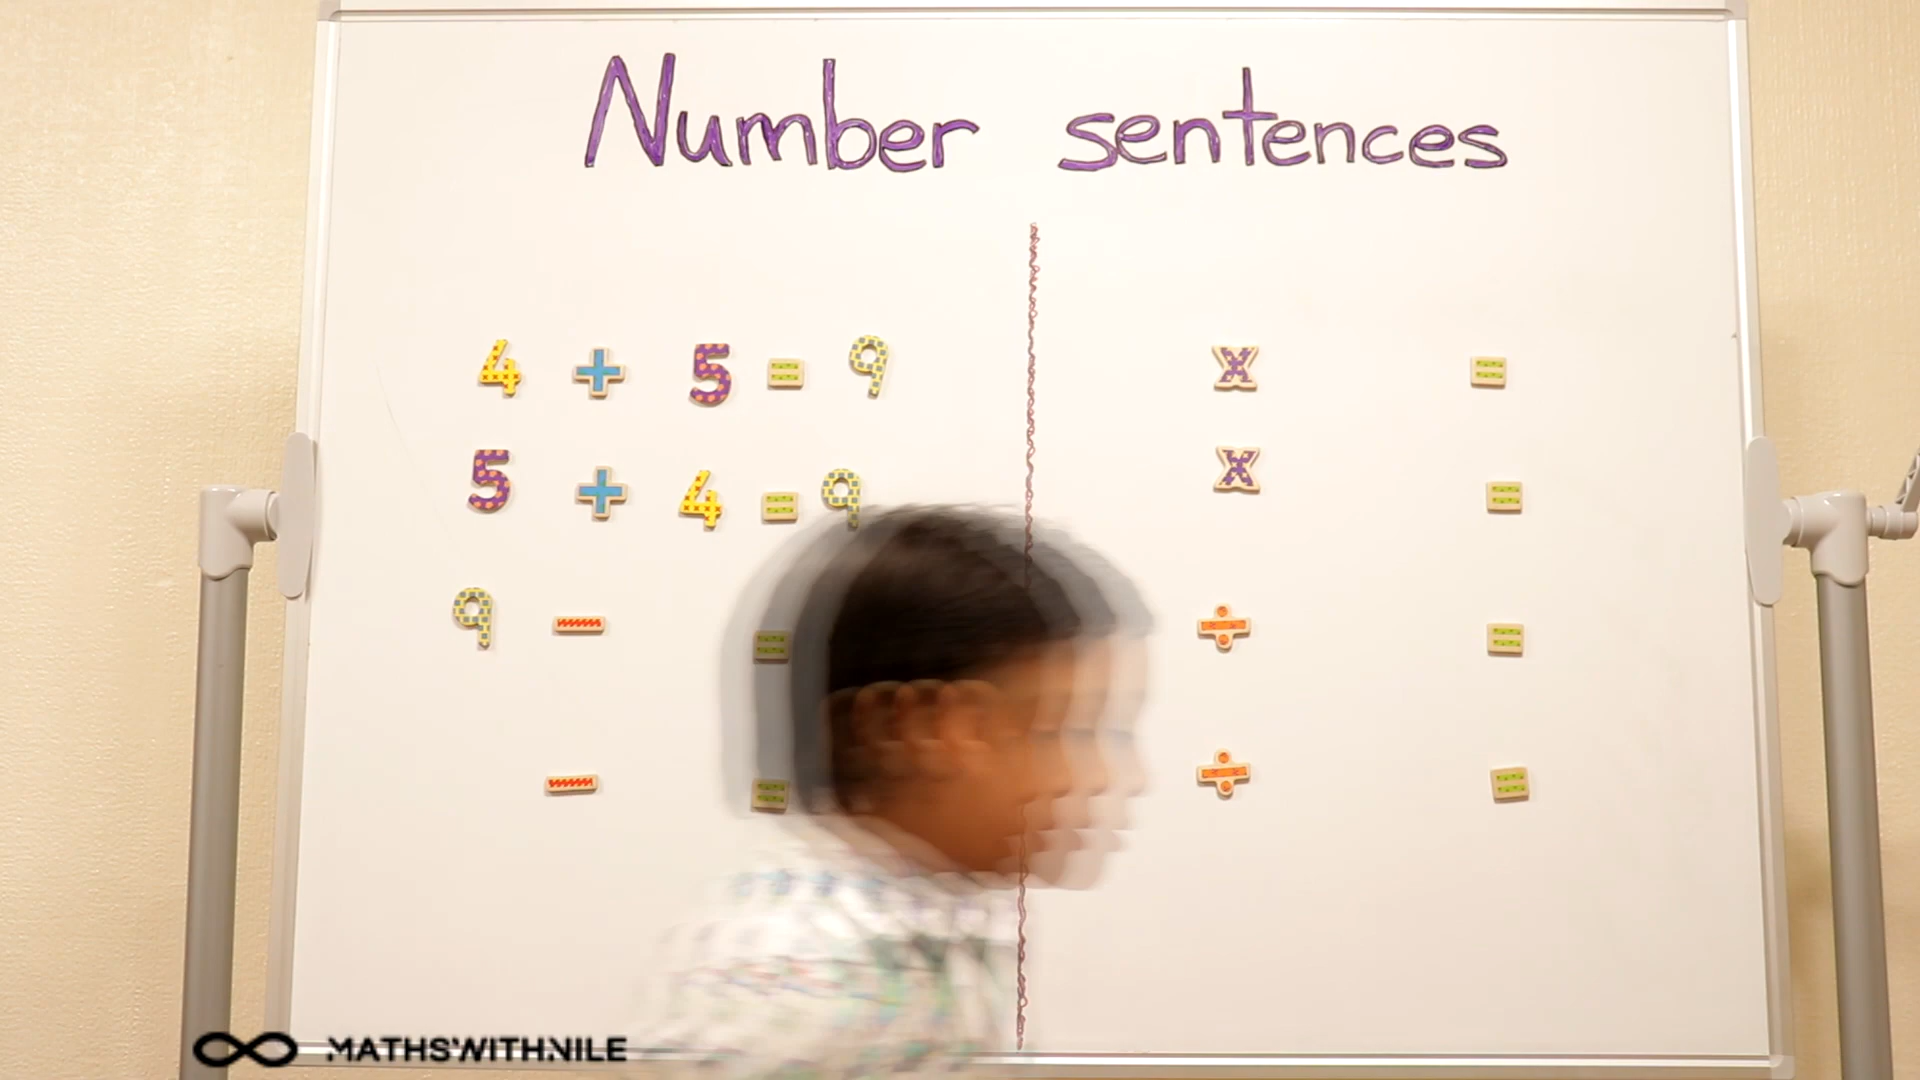 Number sentences
4 + 5 = 9
5 + 4 = 9
9 - =
- =
x =
x =
÷ =
÷ =
MATHSWITHNILE